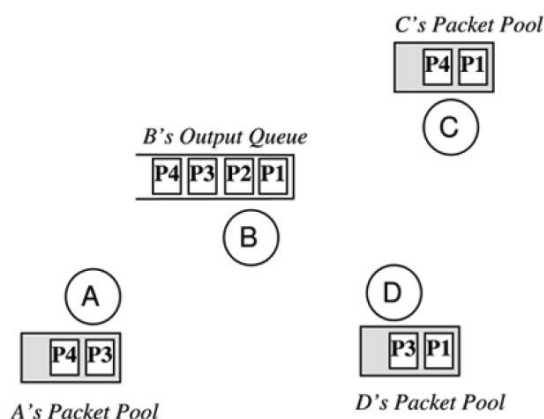 C's Packet Pool
P4 P1
C
B's Output Queue
P4 P3 P2 P1
B
A
D
P4 P3
P3 P1
A's Packet Pool
D's Packet Pool